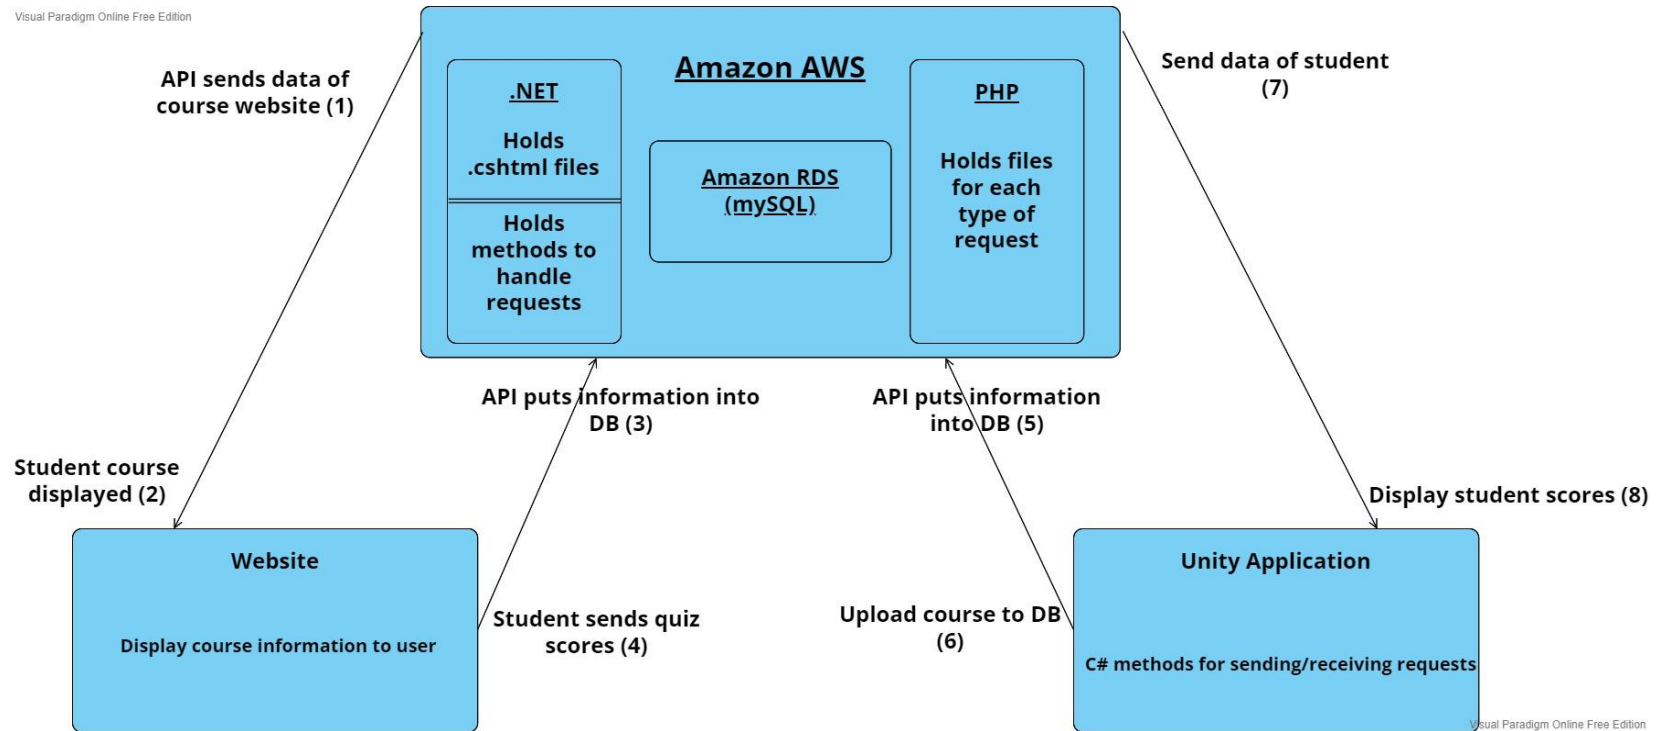 Visual Paradigm Online Free Edition
API sends data of
course website (1)
Amazon AWS
.NET
Holds
.cshtml files
Holds
methods to
handle
requests
Amazon RDS
(mySQL)
PHP
Holds files
for each
type of
request
Send data of student
(7)
API puts information into
DB (3)
API puts information
into DB (5)
Student course
displayed (2)
Display student scores (8)
Website
Display course information to user
Student sends quiz
scores (4)
Upload course to DB
(6)
Unity Application
C# methods for sending/receiving requests
Visual Paradigm Online Free Edition